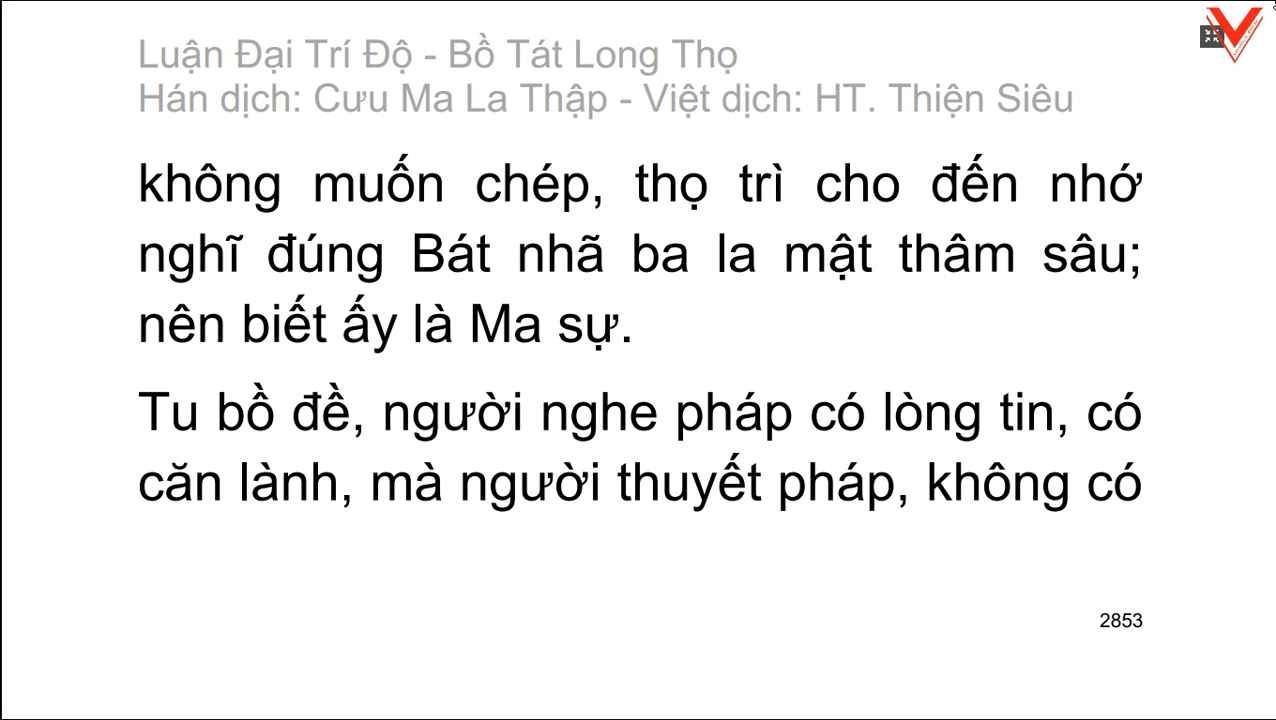 Luận Đại Trí Độ - Bồ Tát Long Thọ
Hán dịch: Cưu Ma La Thập - Việt dịch: HT. Thiện Siêu
không muốn chép, thọ trì cho đến nhớ
nghĩ đúng Bát nhã ba la mật thâm sâu;
nên biết ấy là Ma sự.
Tu bồ đề, người nghe pháp có lòng tin, có
căn lành, mà người thuyết pháp, không có
2853